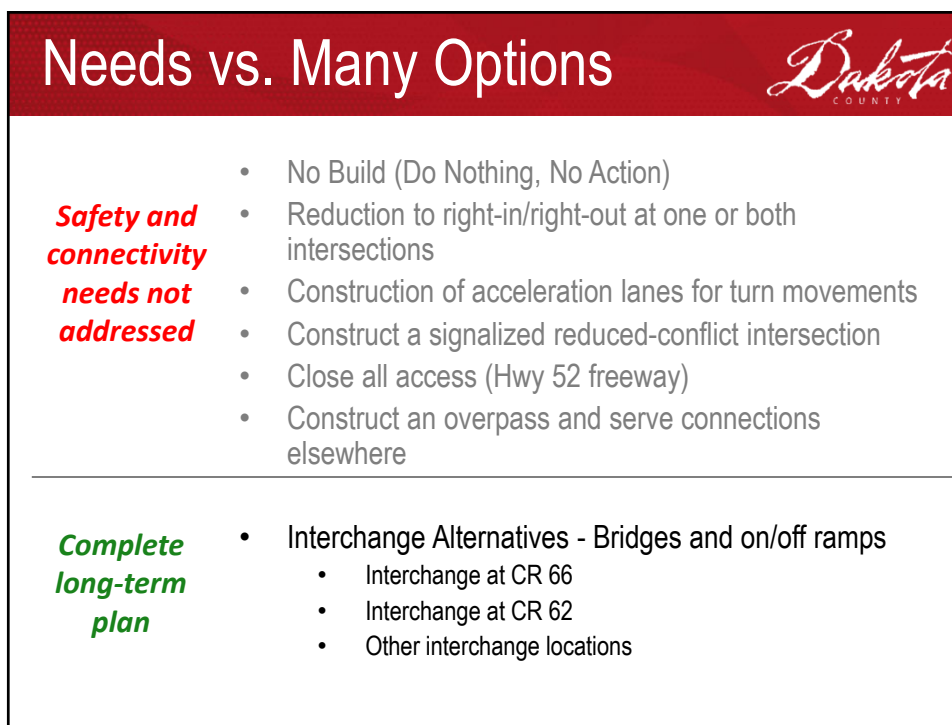 Needs vs. Many Options
Dakota
COUNTY
Safety and
connectivity
needs not
addressed
• No Build (Do Nothing, No Action)
• Reduction to right-in/right-out at one or both
intersections
• Construction of acceleration lanes for turn movements
• Construct a signalized reduced-conflict intersection
• Close all access (Hwy 52 freeway)
• Construct an overpass and serve connections
elsewhere
Complete
long-term
plan
• Interchange Alternatives - Bridges and on/off ramps
• Interchange at CR 66
• Interchange at CR 62
• Other interchange locations